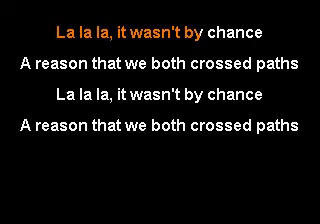 La la la, it wasn't by chance
A reason that we both crossed paths
La la la, it wasn't by chance
A reason that we both crossed paths